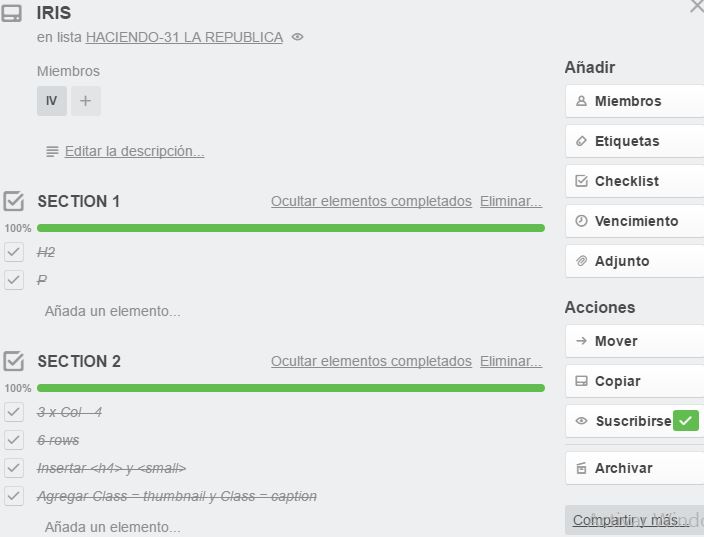 IRIS
en lista HACIENDO-31 LA REPUBLICA
Miembros
IV +
Editar la descripción...
SECTION 1 Ocultar elementos completados Eliminar...
100%
H2
P
Añada un elemento...
SECTION 2 Ocultar elementos completados Eliminar...
100%
3 x Col - 4
6 rows
Insertar <h4> y <small>
Agregar Class = thumbnail y Class = caption
Añada un elemento...
Añadir
Miembros
Etiquetas
Checklist
Vencimiento
Adjunto
Acciones
Mover
Copiar
Suscribirse
Archivar
Compartir y más...